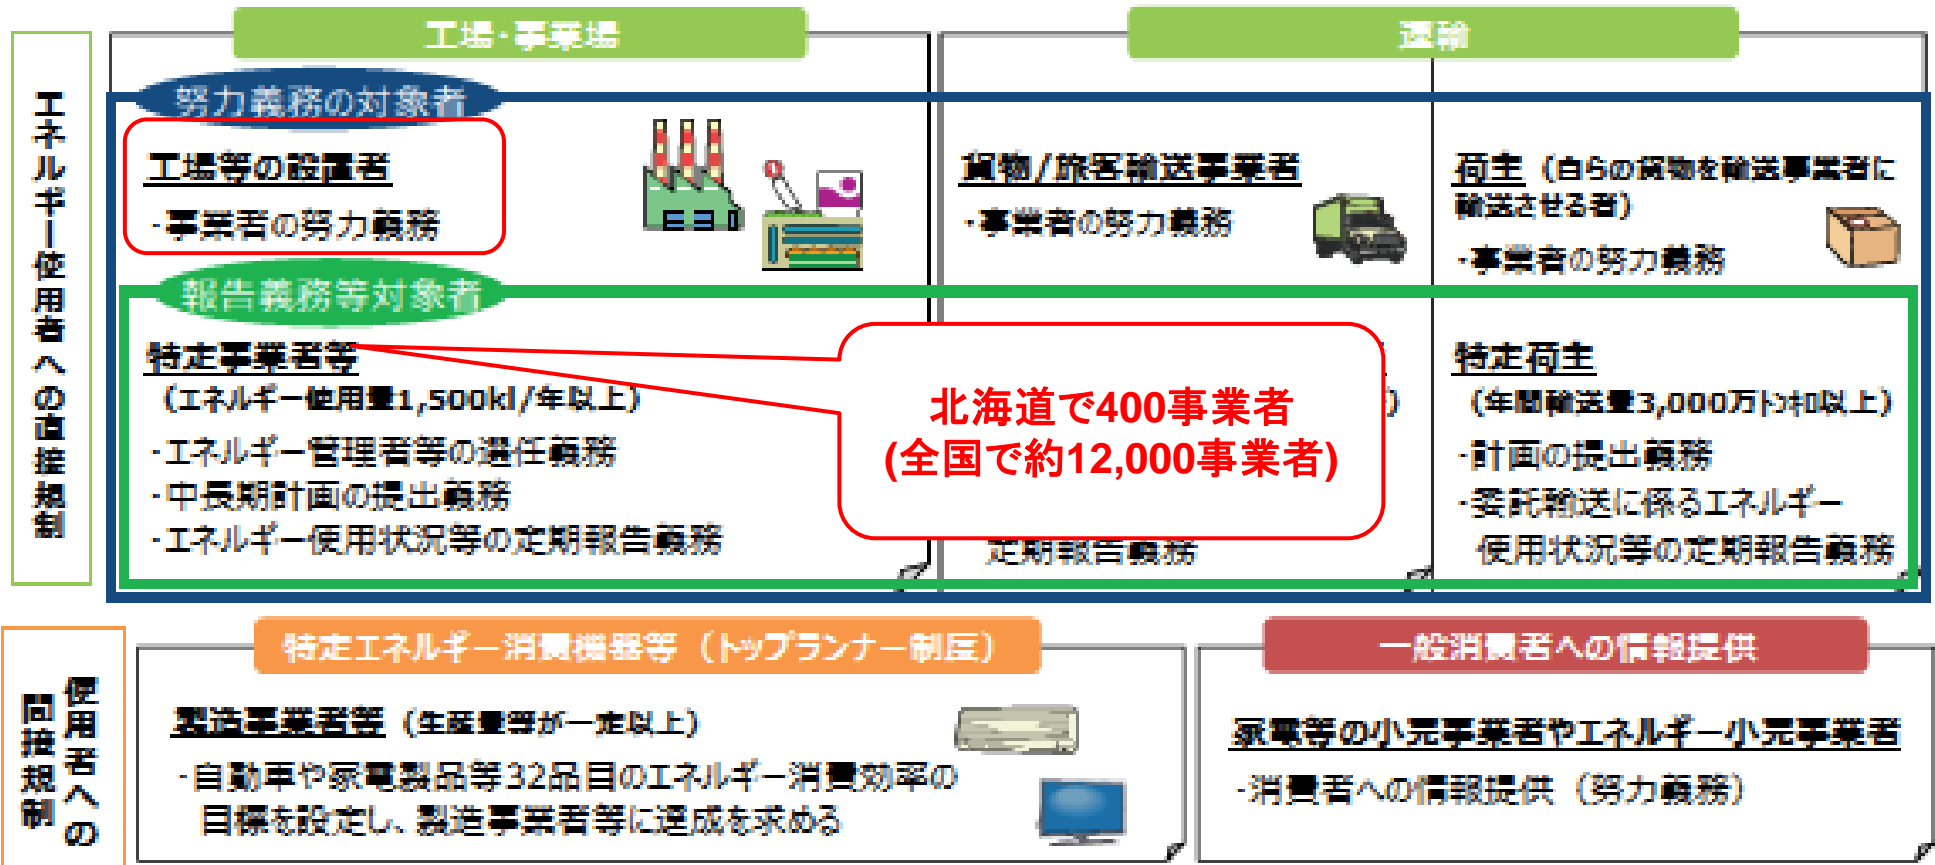 工場・事業場
運輸
エネルギー使用者への直接規制
努力義務の対象者
工場等の設置者
・事業者の努力義務
貨物/旅客輸送事業者
・事業者の努力義務
荷主（自らの貨物を輸送事業者に
輸送させる者）
・事業者の努力義務
報告義務等対象者
特定事業者等
（エネルギー使用量1,500kl/年以上）
・エネルギー管理者等の選任義務
・中長期計画の提出義務
・エネルギー使用状況等の定期報告義務
北海道で400事業者
(全国で約12,000事業者)
定期報告義務
特定荷主
（年間輸送量3,000万トンキロ以上）
・計画の提出義務
・委託輸送に係るエネルギー
使用状況等の定期報告義務
使用者への
間接規制
特定エネルギー消費機器等（トップランナー制度）
製造事業者等（生産量等が一定以上）
・自動車や家電製品等32品目のエネルギー消費効率の
目標を設定し、製造事業者等に達成を求める
一般消費者への情報提供
家電等の小売事業者やエネルギー小売事業者
・消費者への情報提供（努力義務）